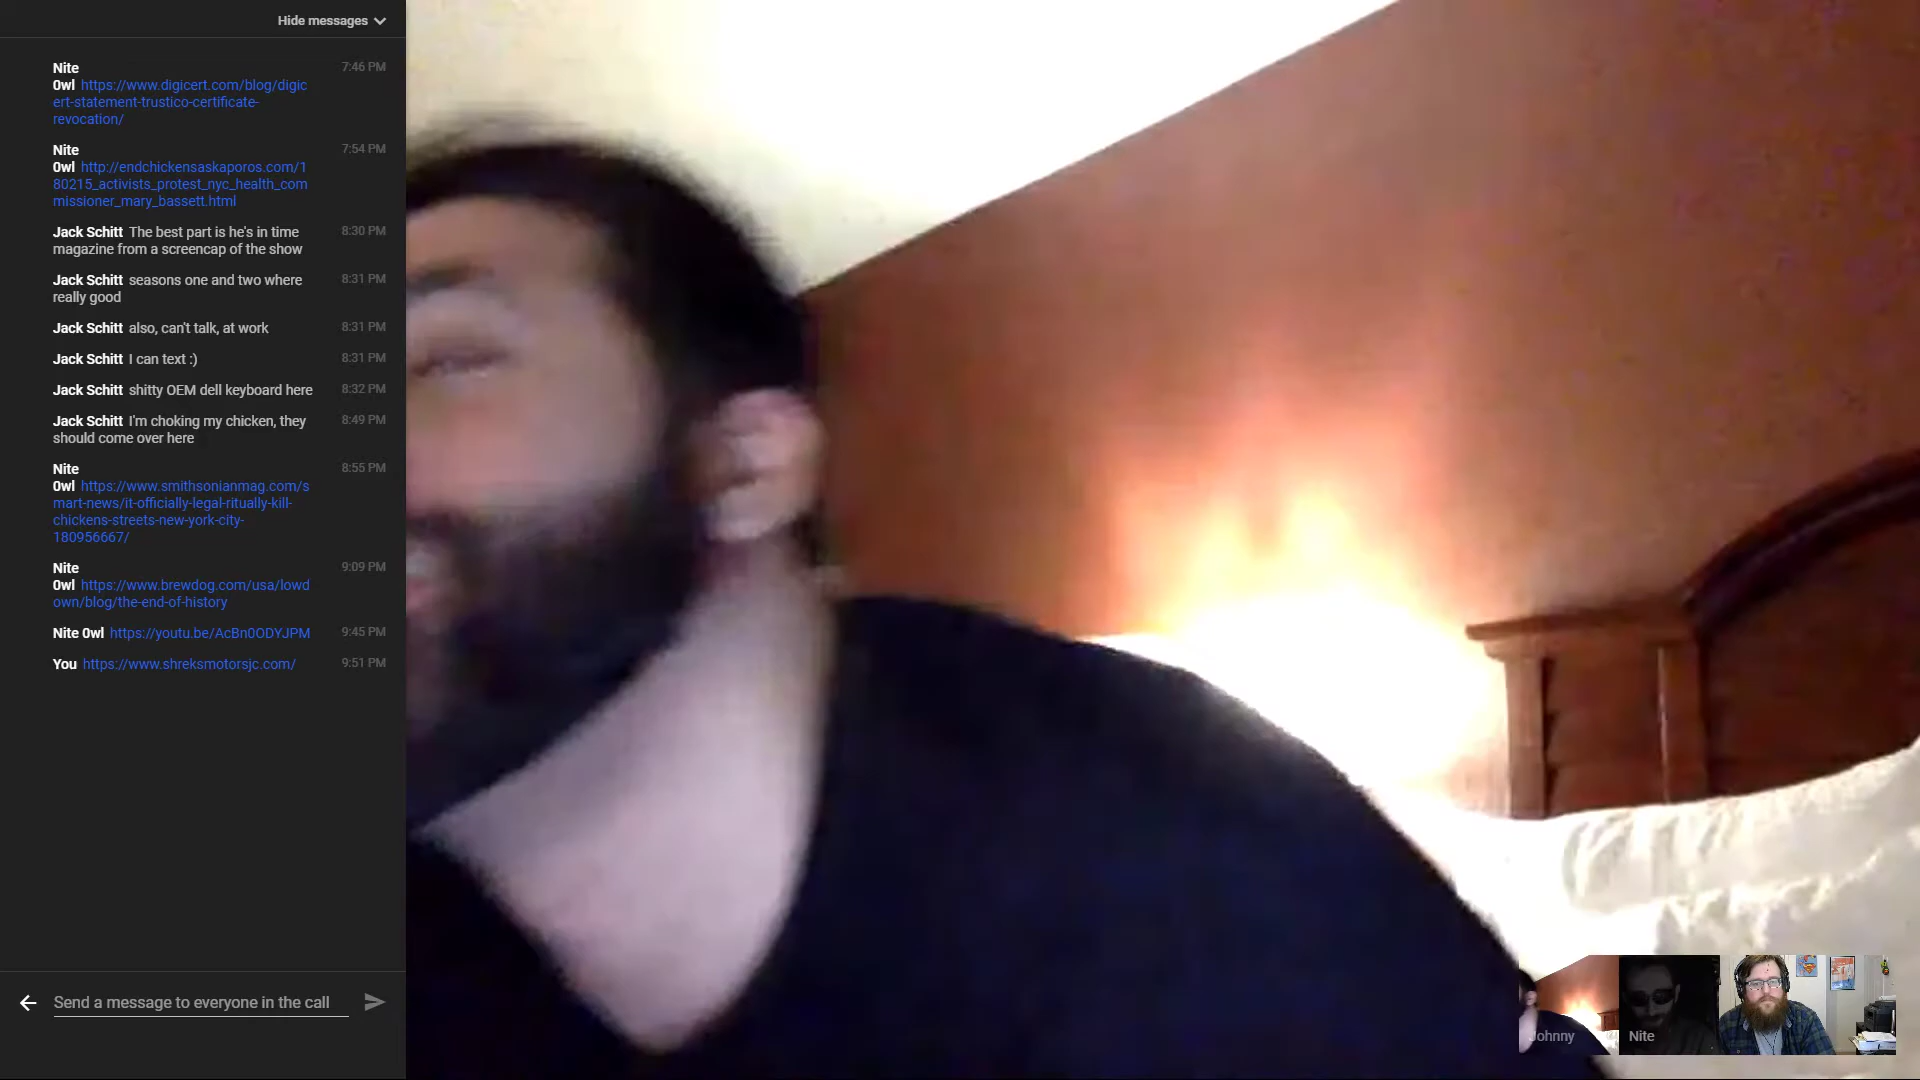 Hide messages
Nite 7:46 PM
0wl https://www.digicert.com/blog/digic
ert-statement-trustico-certificate-
revocation/
Nite 7:54 PM
0wl http://endchickensaskaporos.com/1
80215_activists_protest_nyc_health_com
missioner_mary_bassett.html
Jack Schitt The best part is he's in time 8:30 PM
magazine from a screencap of the show
Jack Schitt seasons one and two where 8:31 PM
really good
Jack Schitt also, can't talk, at work 8:31 PM
Jack Schitt I can text :) 8:31 PM
Jack Schitt shitty OEM dell keyboard here 8:32 PM
Jack Schitt I'm choking my chicken, they 8:49 PM
should come over here
Nite 8:55 PM
0wl https://www.smithsonianmag.com/s
mart-news/it-officially-legal-ritually-kill-
chickens-streets-new-york-city-
180956667/
Nite 9:09 PM
0wl https://www.brewdog.com/usa/lowd
own/blog/the-end-of-history
Nite 0wl https://youtu.be/AcBn0ODYJPM 9:45 PM
You https://www.shreksmotorsjc.com/ 9:51 PM
Send a message to everyone in the call
Johnny
Nite